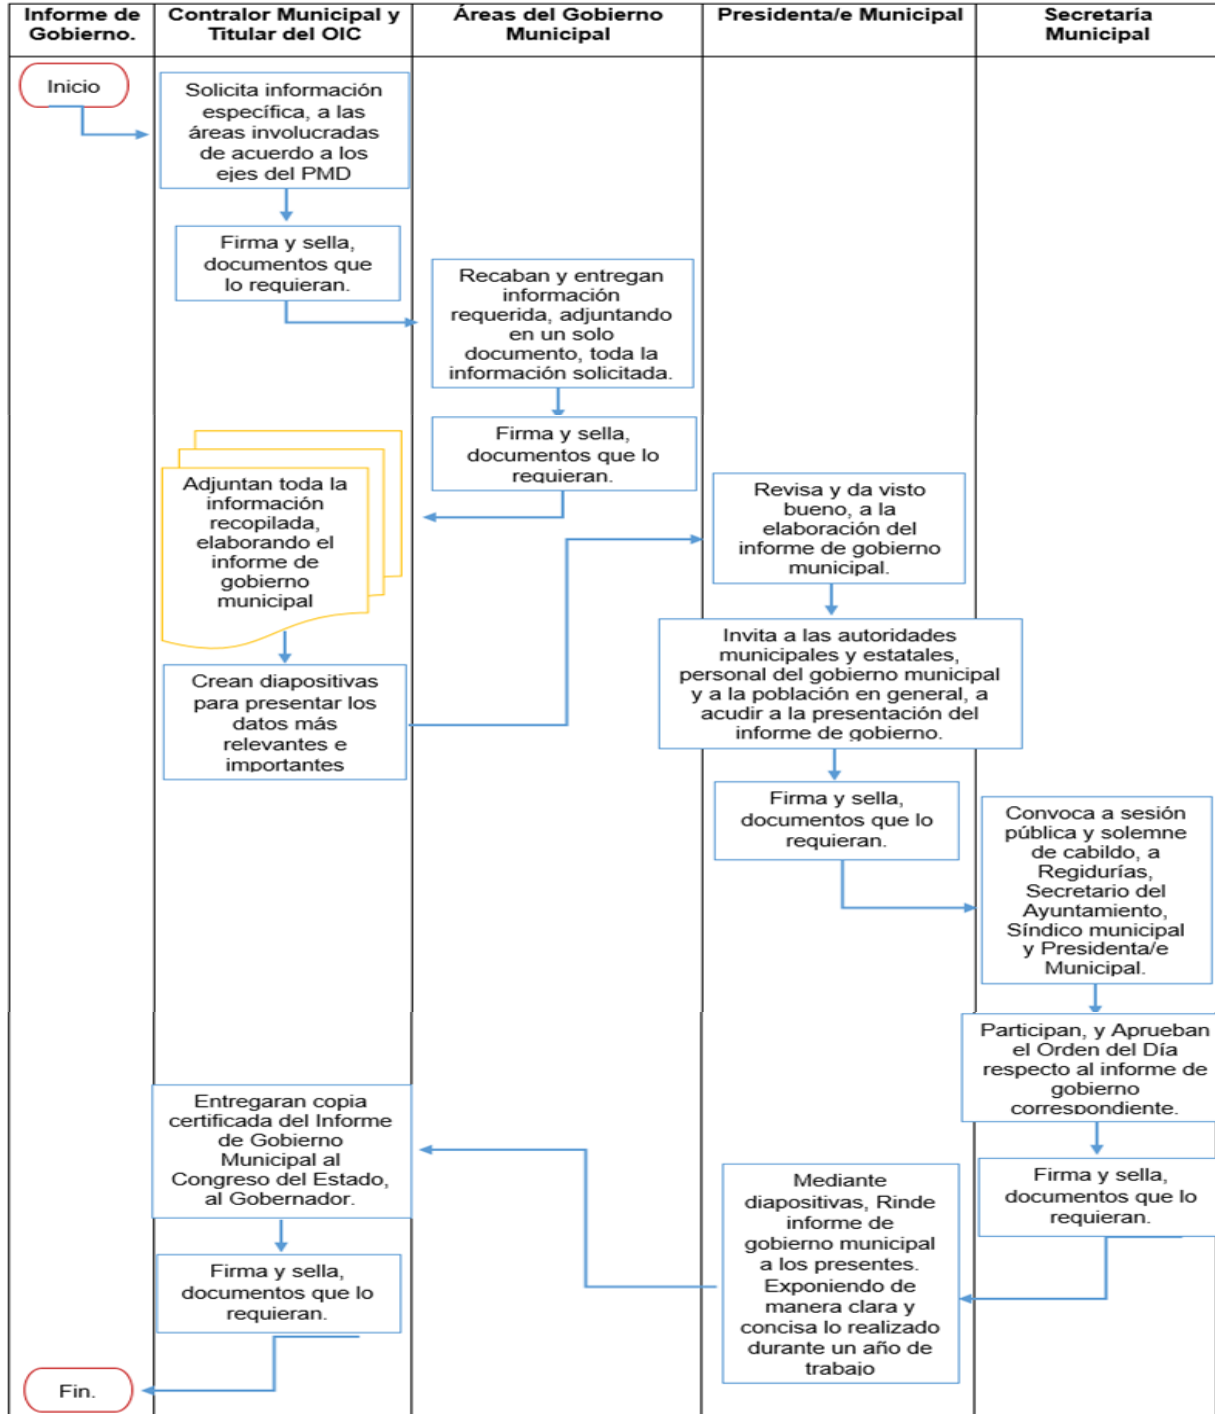 Informe de
Gobierno.
Contralor Municipal y
Titular del OIC
Áreas del Gobierno
Municipal
Presidenta/e Municipal
Secretaría
Municipal
Inicio
Solicita información
específica, a las
áreas involucradas
de acuerdo a los
ejes del PMD
Firma y sella,
documentos que
lo requieran.
Recaban y entregan
información
requerida, adjuntando
en un solo
documento, toda la
información solicitada.
Firma y sella,
documentos que lo
requieran.
Adjuntan toda la
información
recopilada,
elaborando el
informe de
gobierno
municipal
Crean diapositivas
para presentar los
datos más
relevantes e
importantes
Revisa y da visto
bueno, a la
elaboración del
informe de gobierno
municipal.
Invita a las autoridades
municipales y estatales,
personal del gobierno municipal
y a la población en general, a
acudir a la presentación del
informe de gobierno.
Firma y sella,
documentos que lo
requieran.
Convoca a sesión
pública y solemne
de cabildo, a
Regidurías,
Secretario del
Ayuntamiento,
Síndico municipal
y Presidenta/e
Municipal.
Participan, y Aprueban
el Orden del Día
respecto al informe de
gobierno
correspondiente.
Firma y sella,
documentos que lo
requieran.
Mediante
diapositivas, Rinde
informe de
gobierno municipal
a los presentes.
Exponiendo de
manera clara y
concisa lo realizado
durante un año de
trabajo
Entregaran copia
certificada del Informe
de Gobierno
Municipal al
Congreso del Estado,
al Gobernador.
Firma y sella,
documentos que lo
requieran.
Fin.